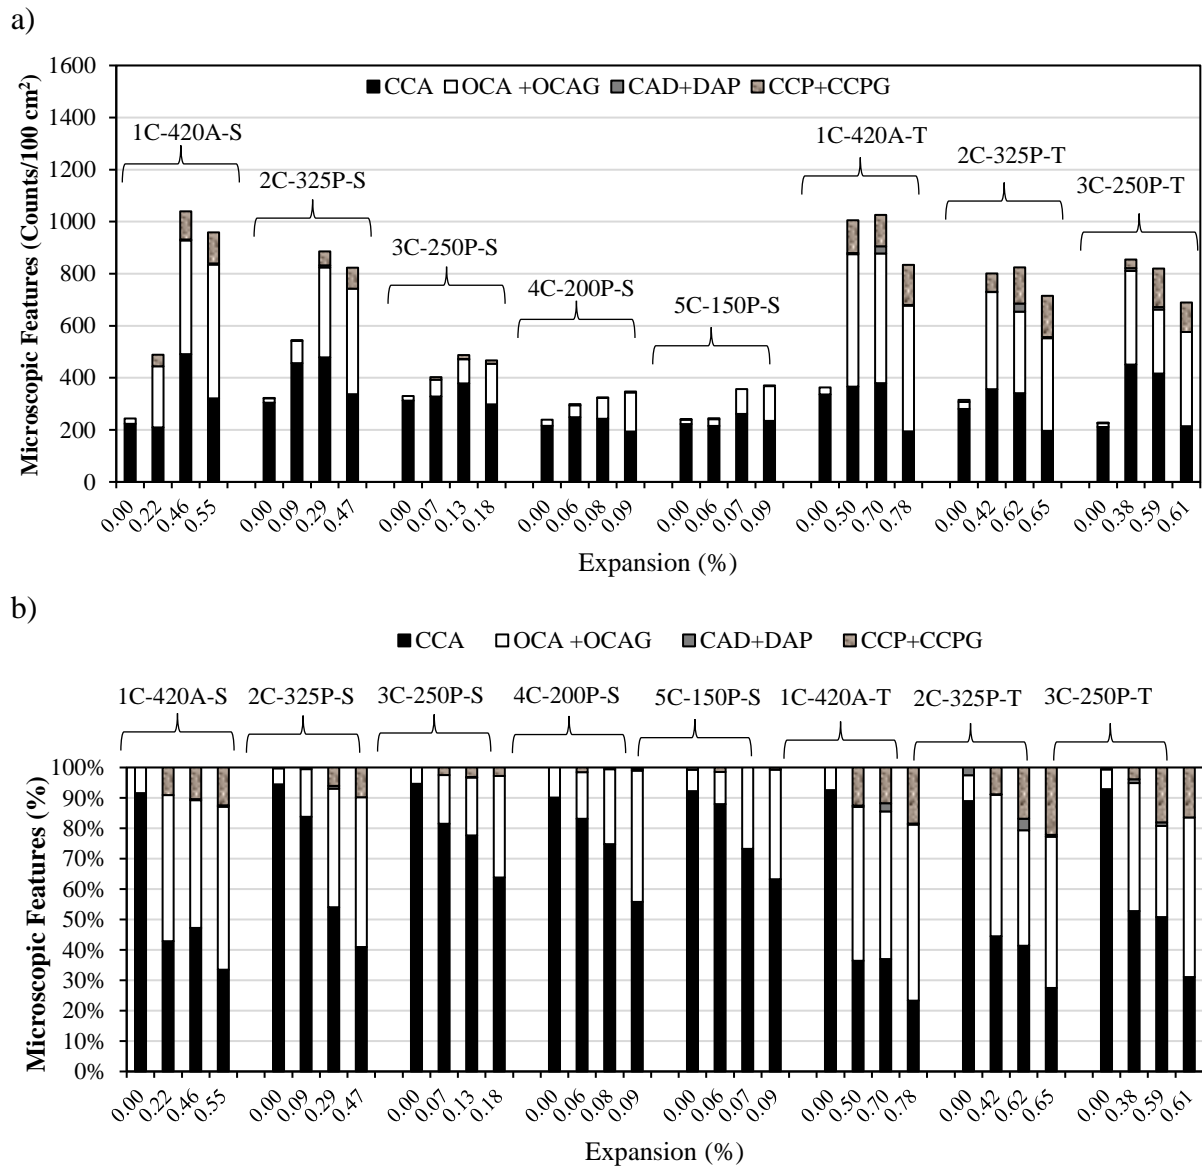 a)
Microscopic Features (Counts/100 cm²)
1600
1400
1200
1000
800
600
400
200
0
CCA OCA +OCAG CAD+DAP CCP+CCPG
1C-420A-S
2C-325P-S
3C-250P-S
4C-200P-S
5C-150P-S
1C-420A-T
2C-325P-T
3C-250P-T
0.00 0.22 0.46 0.55 0.00 0.09 0.29 0.47 0.00 0.07 0.13 0.18 0.00 0.06 0.08 0.09 0.00 0.06 0.07 0.09 0.00 0.50 0.70 0.78 0.00 0.42 0.62 0.65 0.00 0.38 0.59 0.61
Expansion (%)
b)
CCA OCA +OCAG CAD+DAP CCP+CCPG
1C-420A-S 2C-325P-S 3C-250P-S 4C-200P-S 5C-150P-S 1C-420A-T 2C-325P-T 3C-250P-T
Microscopic Features (%)
100%
90%
80%
70%
60%
50%
40%
30%
20%
10%
0%
0.00 0.22 0.46 0.55 0.00 0.09 0.29 0.47 0.00 0.07 0.13 0.18 0.00 0.06 0.08 0.09 0.00 0.06 0.07 0.09 0.00 0.50 0.70 0.78 0.00 0.42 0.62 0.65 0.00 0.38 0.59 0.61
Expansion (%)